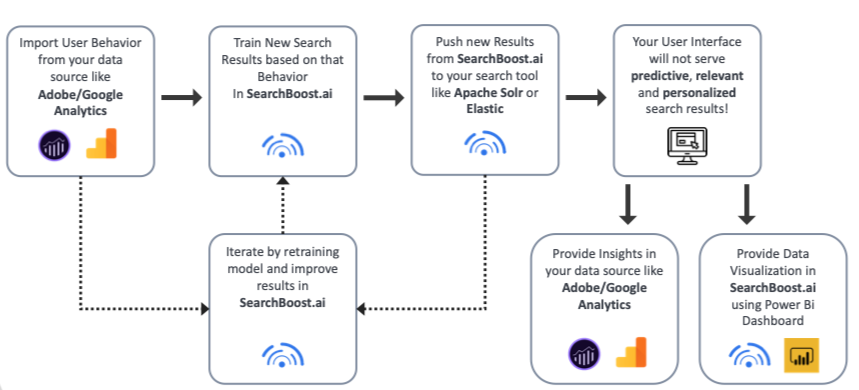 Import User Behavior
from your data
source like
Adobe/Google
Analytics
Train New Search
Results based on that
Behavior
In SearchBoost.ai
Push new Results
from SearchBoost.ai
to your search tool
like Apache Solr or
Elastic
Your User Interface
will not serve
predictive, relevant
and personalized
search results!
Iterate by retraining
model and improve
results in
SearchBoost.ai
Provide Insights in
your data source like
Adobe/Google
Analytics
Provide Data
Visualization in
SearchBoost.ai
using Power Bi
Dashboard